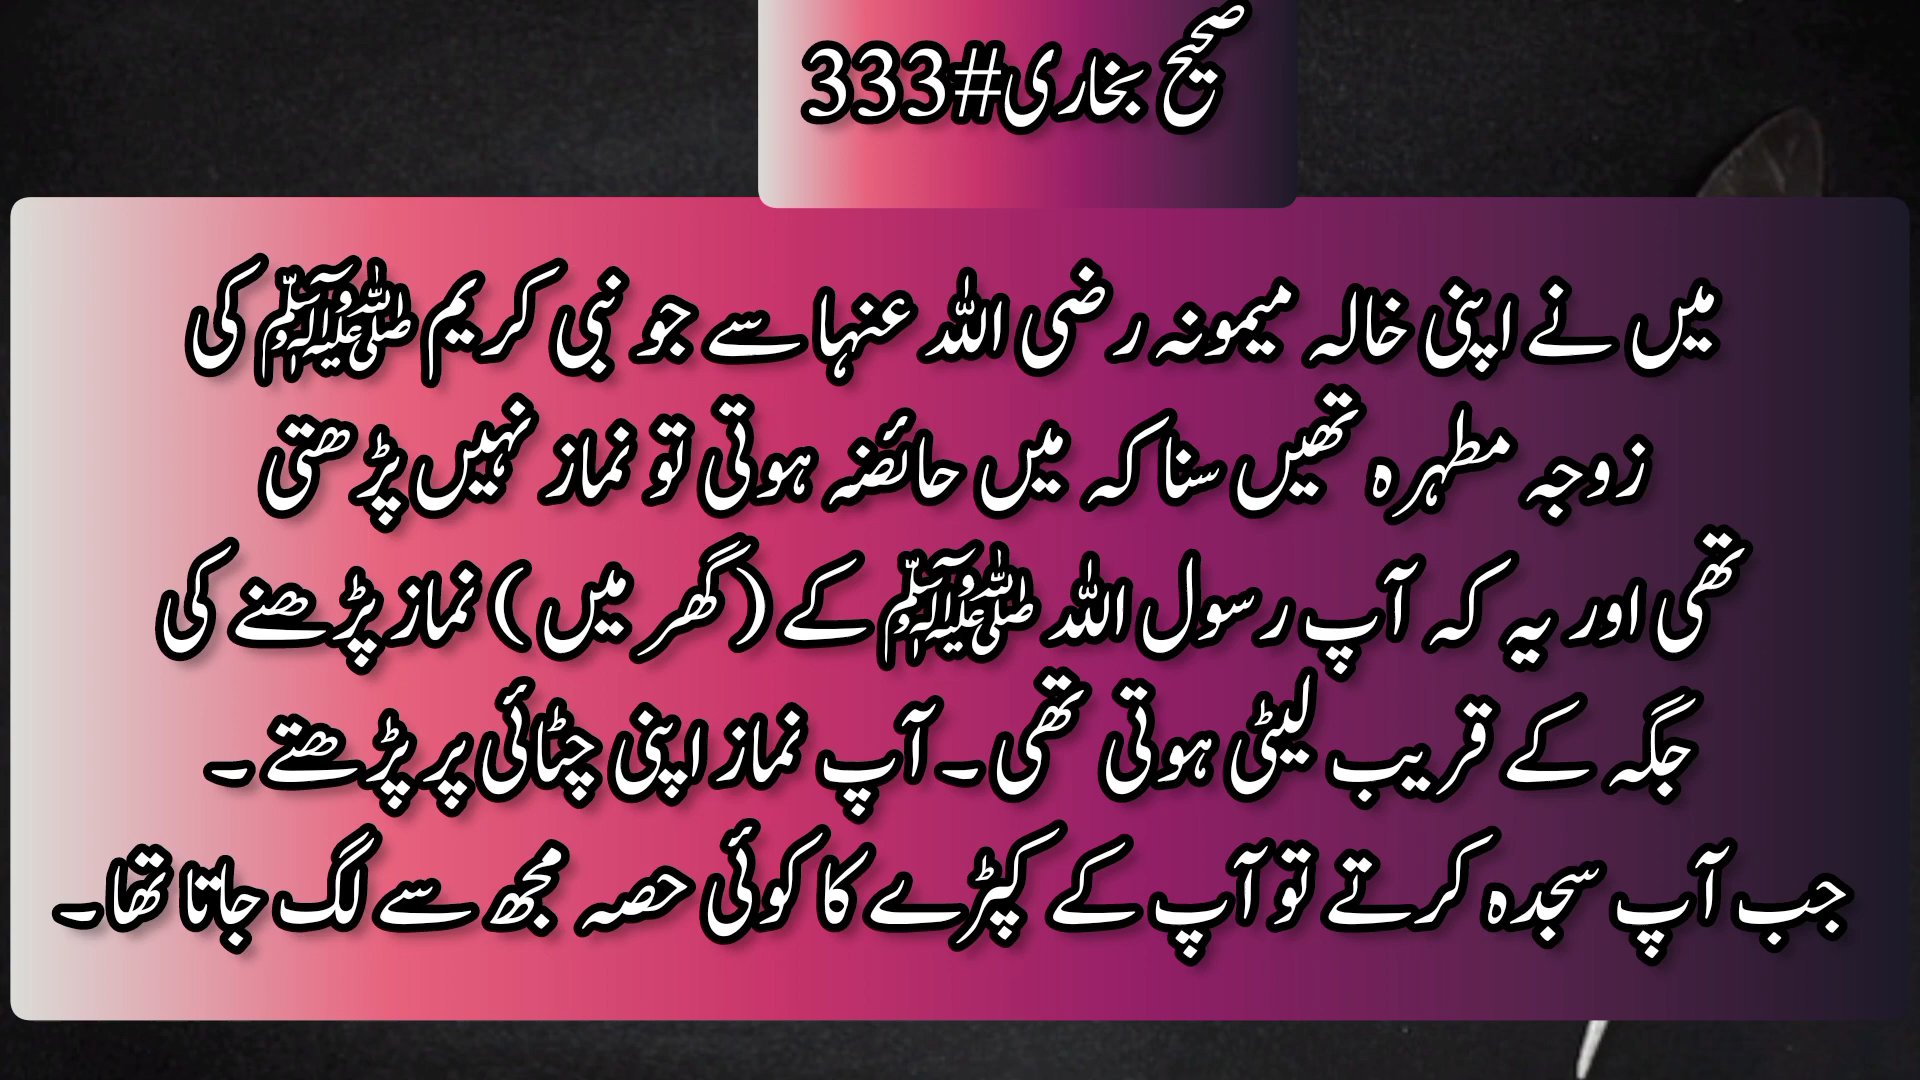 صحیح بخاری#333
میں نے اپنی خالہ میمونہ رضی اللہ عنہا سے جو نبی کریم ﷺ کی
زوجہ مطہرہ تھیں سنا کہ میں حائضہ ہوتی تو نماز نہیں پڑھتی
تھی اور یہ کہ آپ رسول اللہ ﷺ کے (گھر میں) نماز پڑھنے کی
جگہ کے قریب لیٹی ہوتی تھی۔ آپ نماز اپنی چٹائی پر پڑھتے۔
جب آپ سجدہ کرتے تو آپ کے کپڑے کا کوئی حصہ مجھ سے لگ جاتا تھا۔